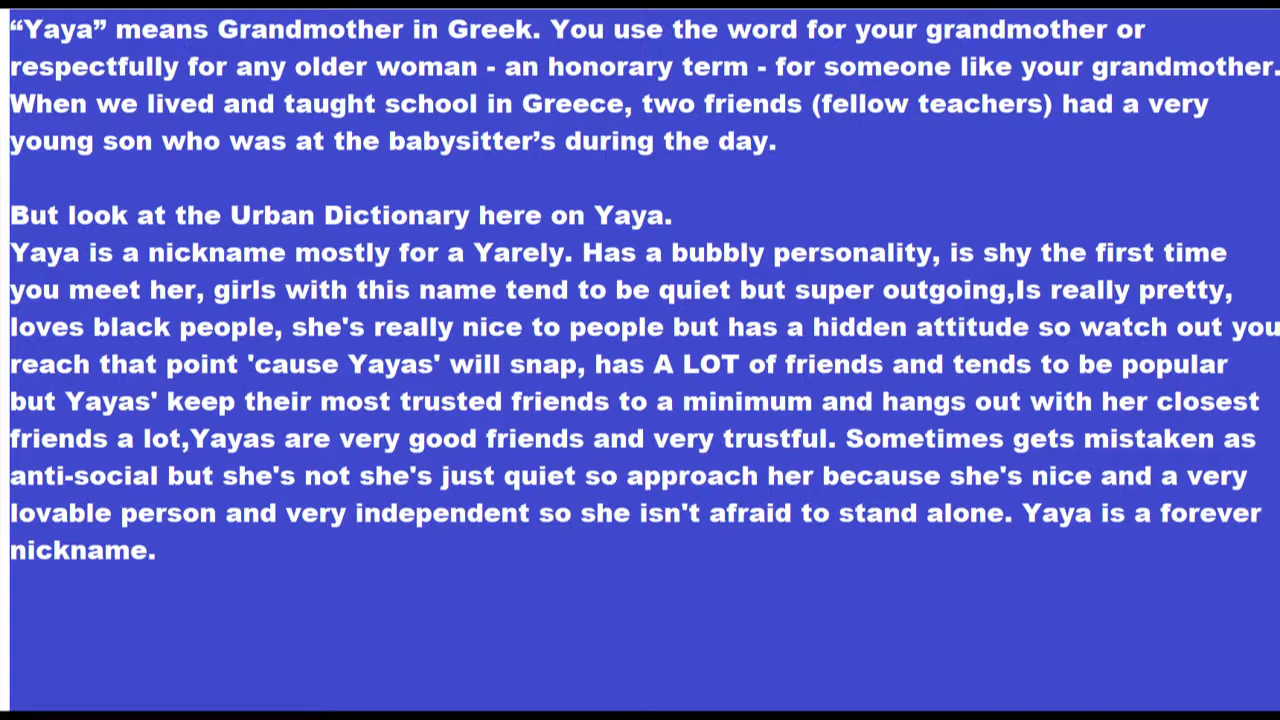 “Yaya” means Grandmother in Greek. You use the word for your grandmother or
respectfully for any older woman - an honorary term - for someone like your grandmother.
When we lived and taught school in Greece, two friends (fellow teachers) had a very
young son who was at the babysitter’s during the day.
But look at the Urban Dictionary here on Yaya.
Yaya is a nickname mostly for a Yarely. Has a bubbly personality, is shy the first time
you meet her, girls with this name tend to be quiet but super outgoing,Is really pretty,
loves black people, she's really nice to people but has a hidden attitude so watch out you
reach that point 'cause Yayas' will snap, has A LOT of friends and tends to be popular
but Yayas' keep their most trusted friends to a minimum and hangs out with her closest
friends a lot,Yayas are very good friends and very trustful. Sometimes gets mistaken as
anti-social but she's not she's just quiet so approach her because she's nice and a very
lovable person and very independent so she isn't afraid to stand alone. Yaya is a forever
nickname.